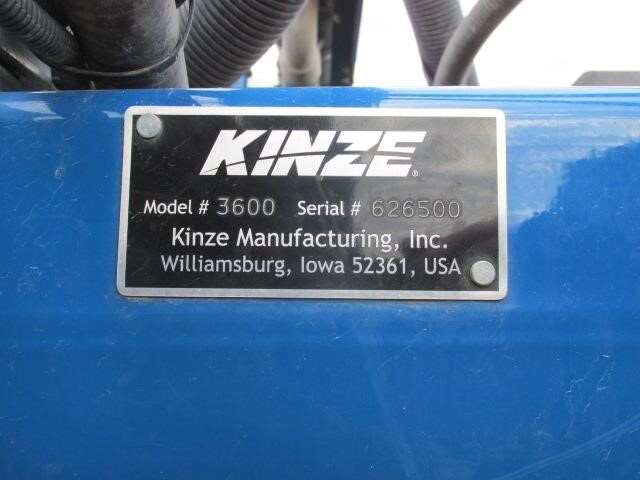 KINZE®
Model # 3600 Serial # 626500
Kinze Manufacturing, Inc.
Williamsburg, Iowa 52361, USA